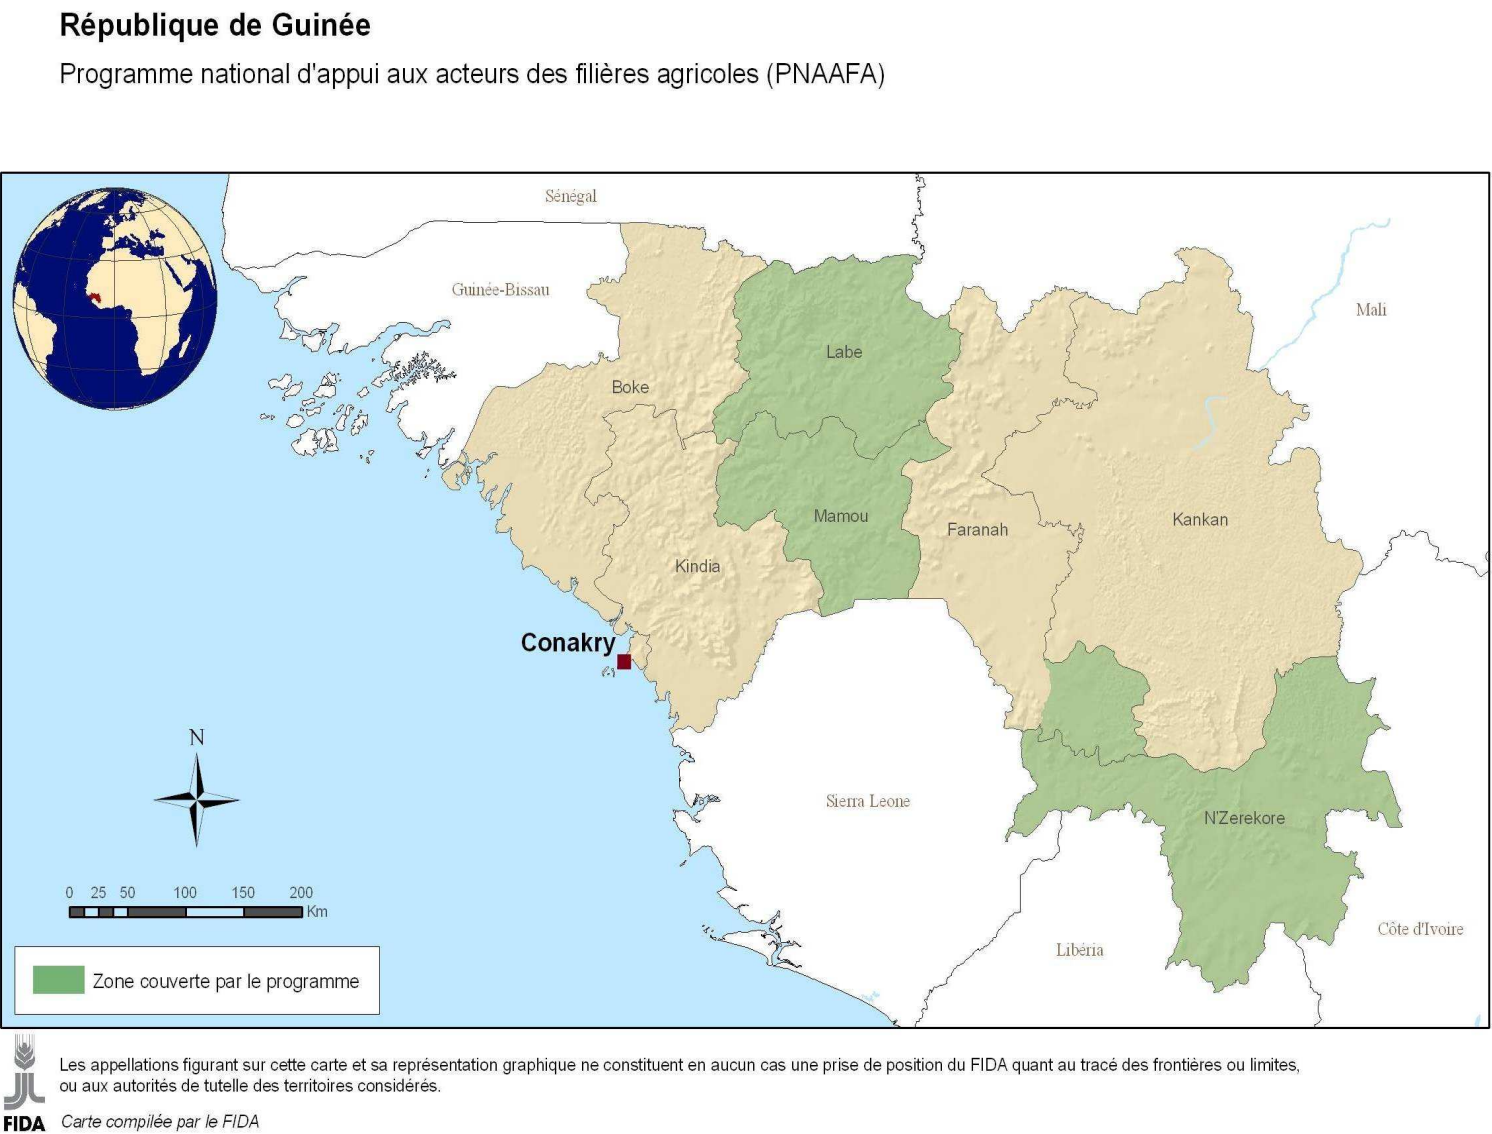 République de Guinée
Programme national d'appui aux acteurs des filières agricoles (PNAAFA)
Sénégal
Guinée-Bissau
Mali
Labe
Boke
Mamou
Faranah
Kankan
Kindia
Conakry
N
Sierra Leone
N'Zerekore
Libéria
Côte d'Ivoire
0 25 50 100 150 200
Km
Zone couverte par le programme
Les appellations figurant sur cette carte et sa représentation graphique ne constituent en aucun cas une prise de position du FIDA quant au tracé des frontières ou limites,
ou aux autorités de tutelle des territoires considérés.
FIDA
Carte compilée par le FIDA